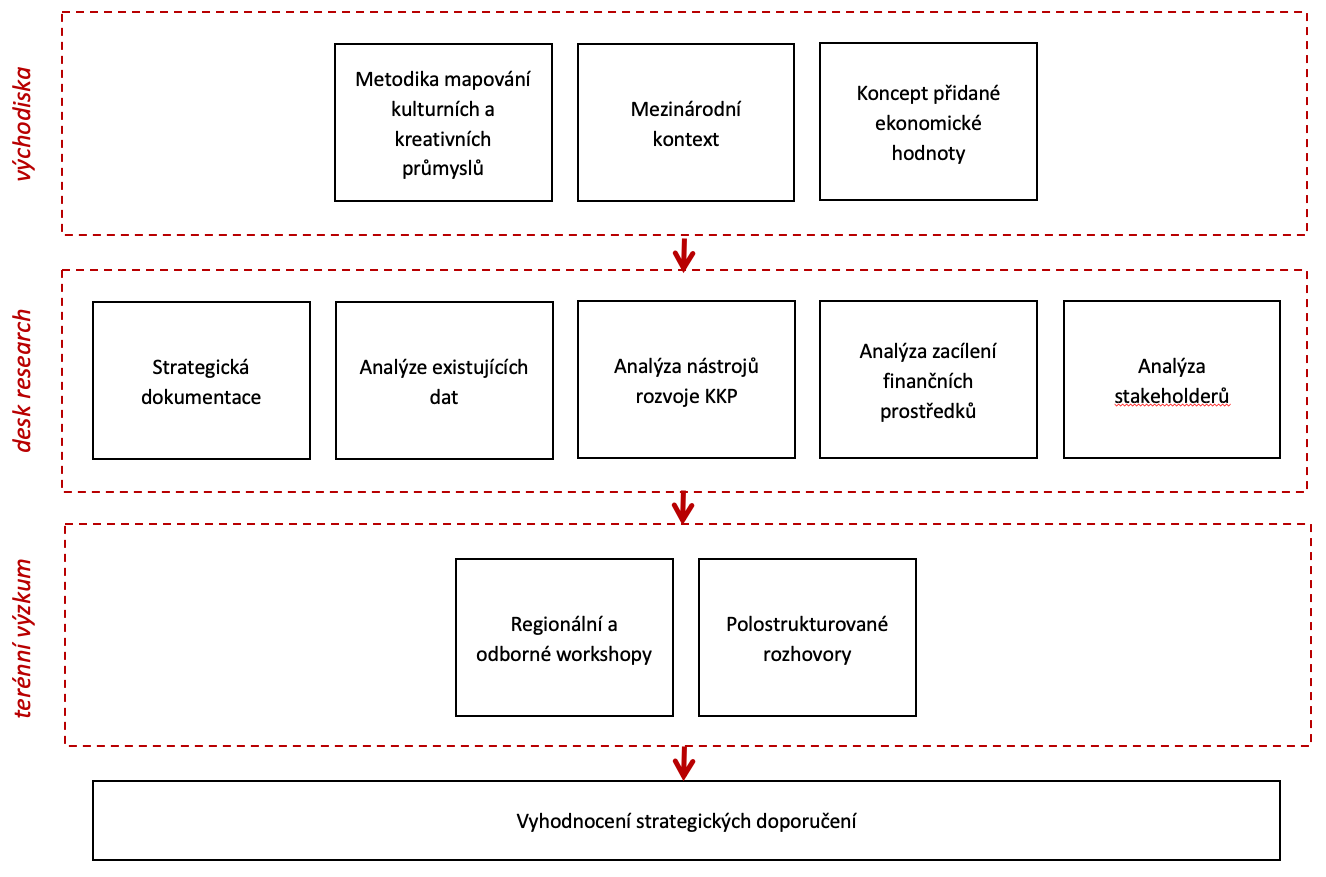 východiska
Metodika mapování
kulturních a
kreativních
průmyslů
Mezinárodní
kontext
Koncept přidané
ekonomické
hodnoty
desk research
Strategická
dokumentace
Analýze existujících
dat
Analýza nástrojů
rozvoje KKP
Analýza zacílení
finančních
prostředků
Analýza
stakeholderů
terénní výzkum
Regionální a
odborné workshopy
Polostrukturované
rozhovory
Vyhodnocení strategických doporučení